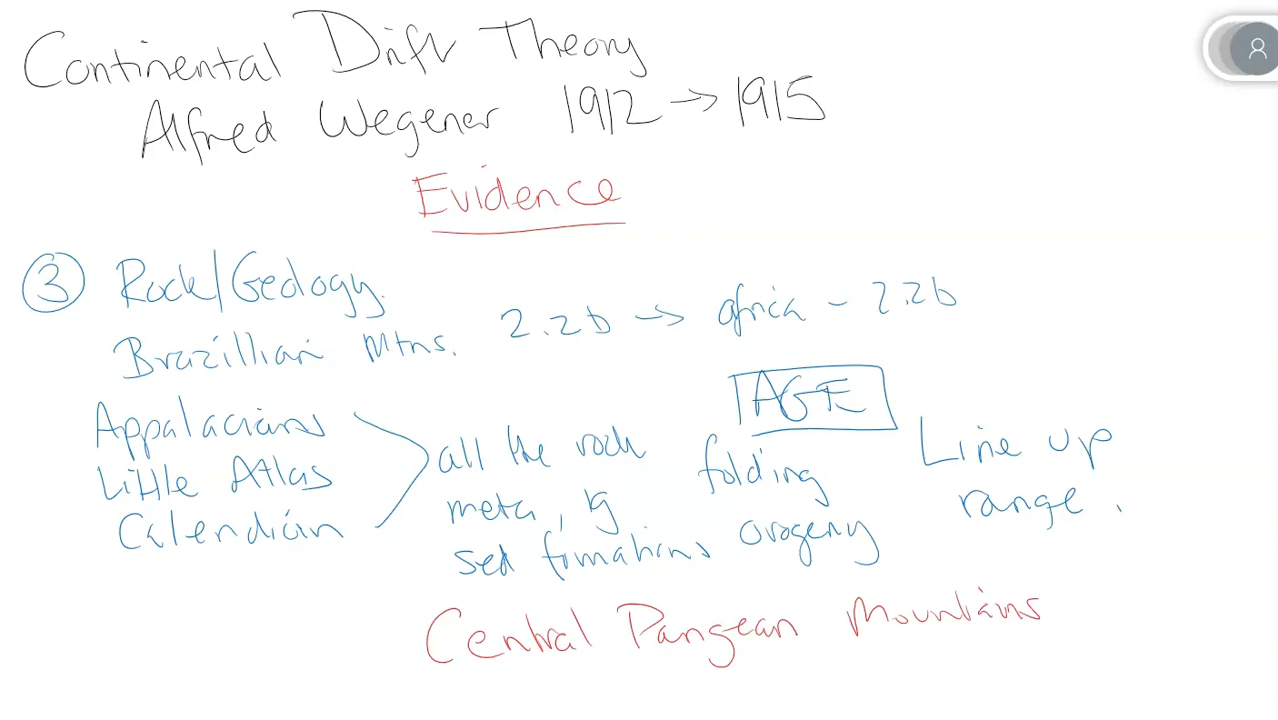 Continental Drift Theory
Alfred Wegener 1912 → 1915
Evidence
③ Rock/Geology
Brazillian Mtns. 2.2b → africa - 2.2b
AGE
Appalacians
Little Atlas
Calendian
all the rock
meta, Ig
sed formations
folding
orogeny
Line up
range.
Central Pangean Mountians